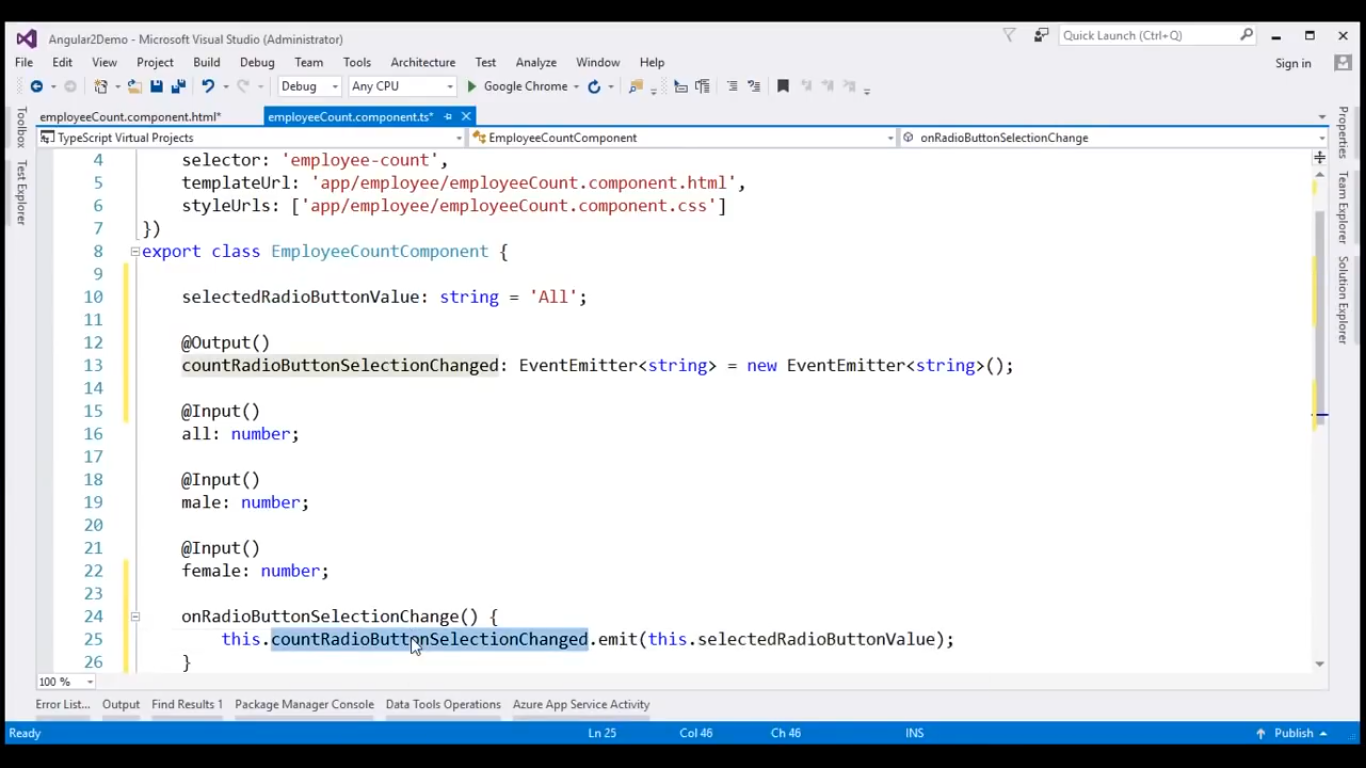 Angular2Demo - Microsoft Visual Studio (Administrator)
Quick Launch (Ctrl+Q)
File Edit View Project Build Debug Team Tools Architecture Test Analyze Window Help
Sign in
Debug Any CPU Google Chrome
employeeCount.component.html* employeeCount.component.ts*
TypeScript Virtual Projects EmployeeCountComponent onRadioButtonSelectionChange
Toolbox
Test Explorer
Properties
Team Explorer
Solution Explorer
4 selector: 'employee-count',
5 templateUrl: 'app/employee/employeeCount.component.html',
6 styleUrls: ['app/employee/employeeCount.component.css']
7 })
8 export class EmployeeCountComponent {
9
10 selectedRadioButtonValue: string = 'All';
11
12 @Output()
13 countRadioButtonSelectionChanged: EventEmitter<string> = new EventEmitter<string>();
14
15 @Input()
16 all: number;
17
18 @Input()
19 male: number;
20
21 @Input()
22 female: number;
23
24 onRadioButtonSelectionChange() {
25 this.countRadioButtonSelectionChanged.emit(this.selectedRadioButtonValue);
26 }
100 %
Error List... Output Find Results 1 Package Manager Console Data Tools Operations Azure App Service Activity
Ready Ln 25 Col 46 Ch 46 INS Publish